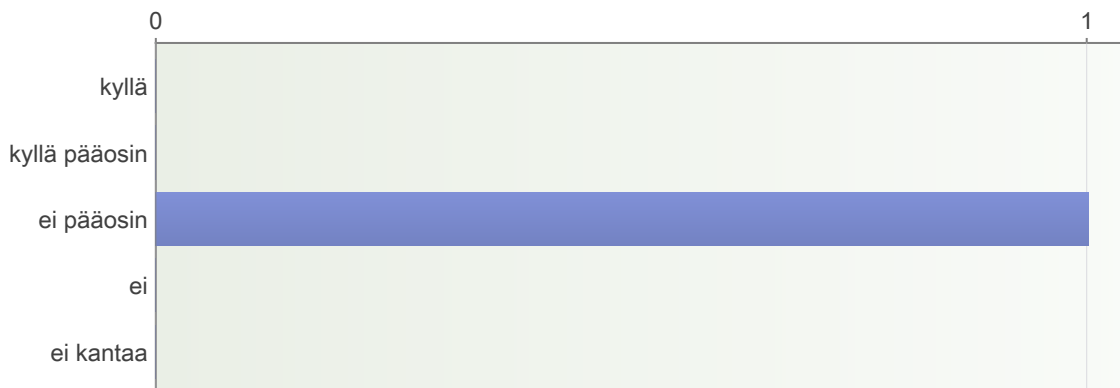 0 1
kyllä
kyllä pääosin
ei pääosin
ei
ei kantaa